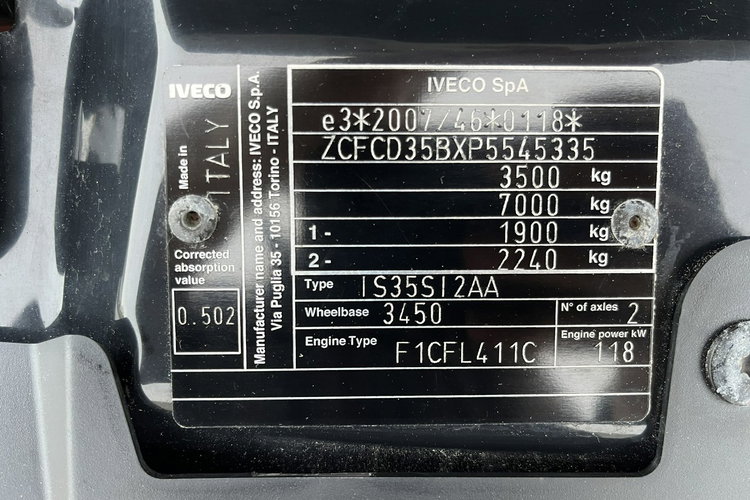 IVECO
Made in
ITALY
Corrected
absorption
value
0.502
Manufacturer name and address: IVECO S.p.A.
Via Puglia 35 - 10156 Torino - ITALY
IVECO SpA
e3*2007/46*0118*
ZCFCD35BXP5545335
3500 kg
7000 kg
1- 1900 kg
2- 2240 kg
Type IS35SI2AA
Wheelbase 3450 N° of axles 2
Engine Type F1CFL411C Engine power kW 118